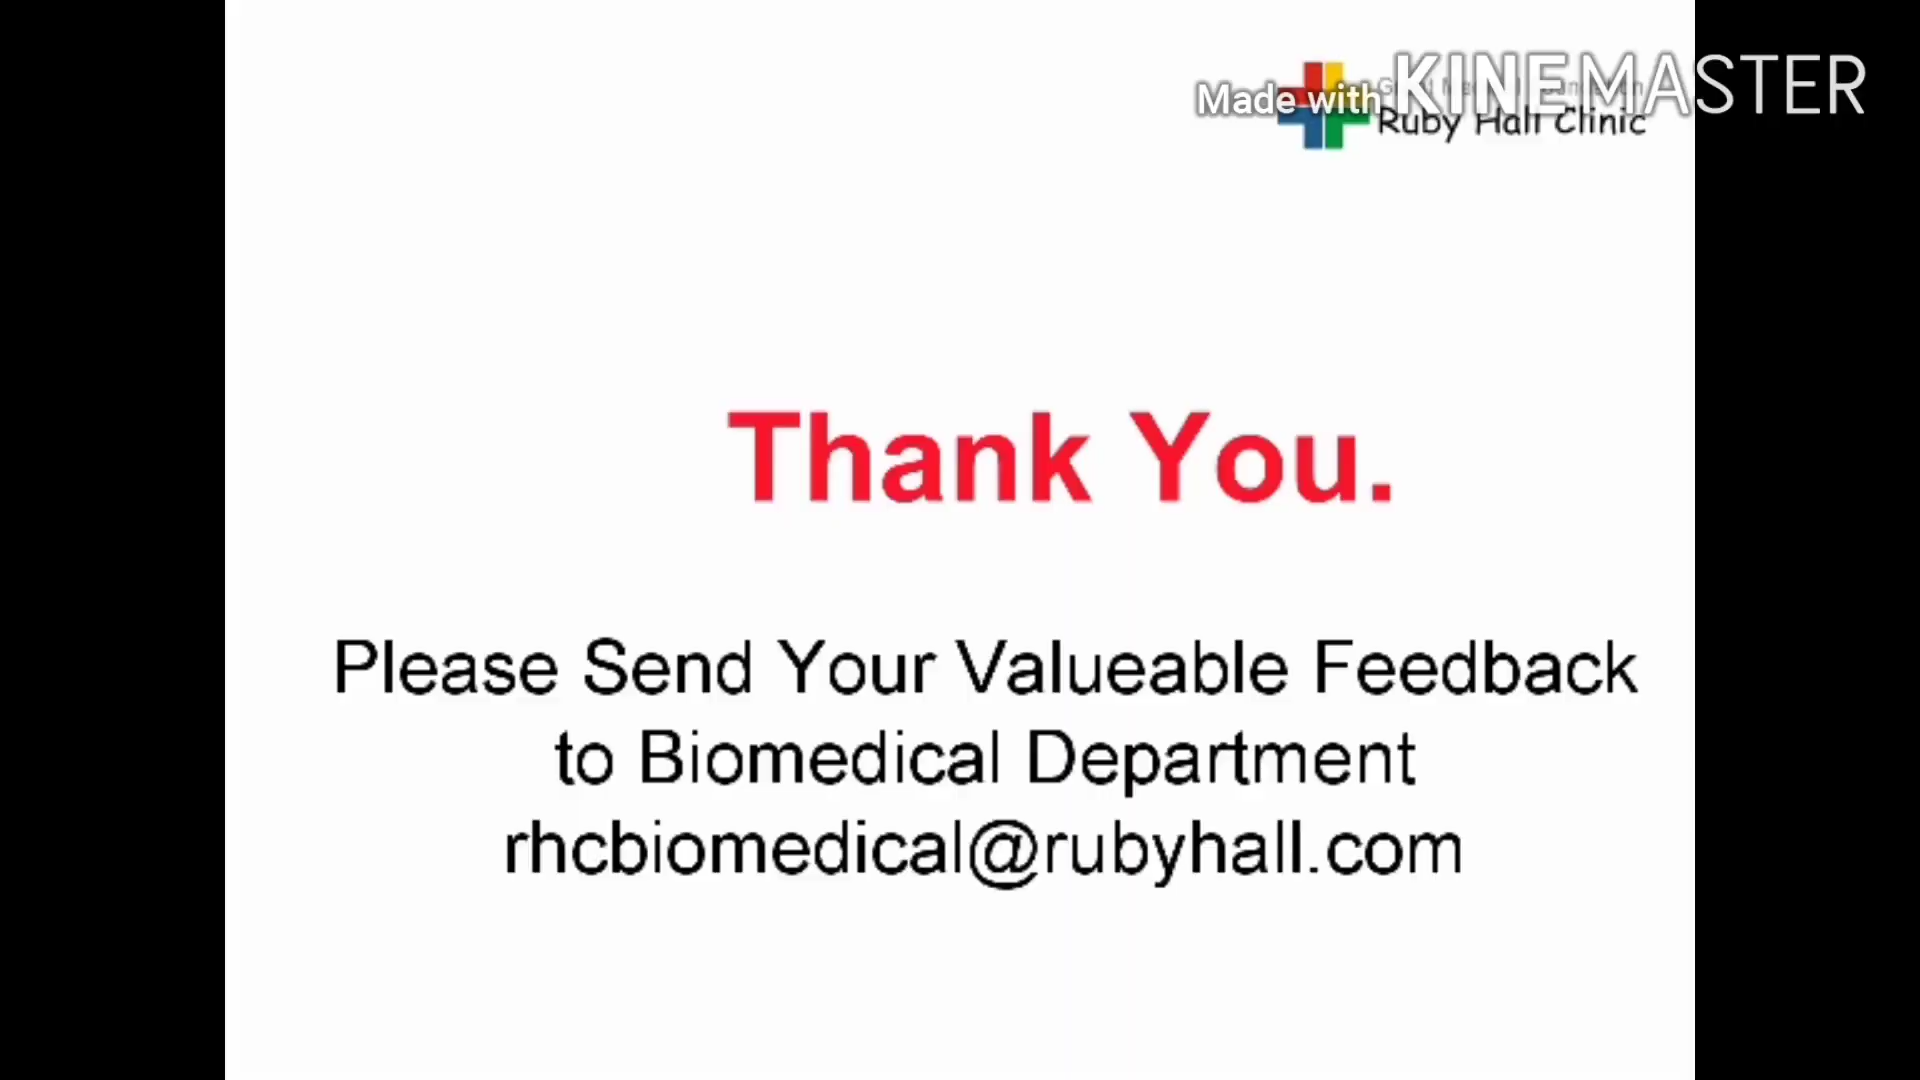 Made with KINEMASTER
Ruby Hall Clinic
Thank You.
Please Send Your Valueable Feedback
to Biomedical Department
rhcbiomedical@rubyhall.com